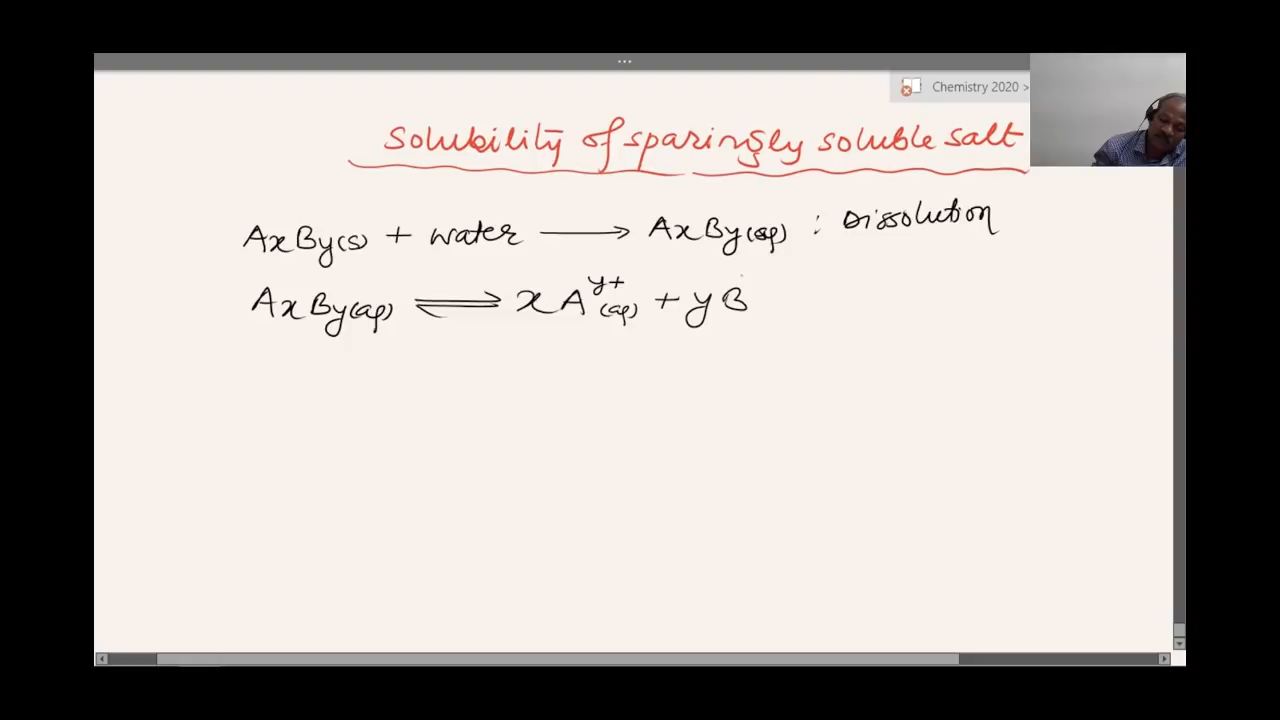 ...
Chemistry 2020 >
Solubility of sparingly soluble salt
AxBy(s) + water ⟶ AxBy(aq) : Dissolution
AxBy(aq) ⇌ xA^{y+}(aq) + yB